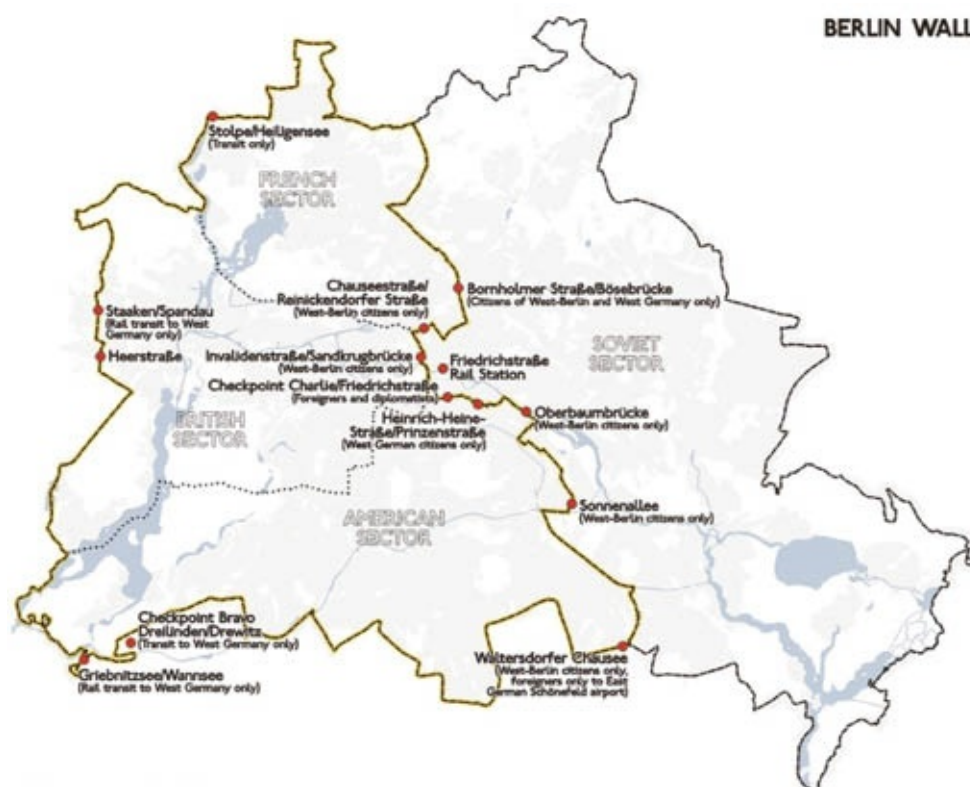 BERLIN WALL
Stolpe/Heiligensee
(Transit only)
FRENCH
SECTOR
Chauseestraße/
Reinickendorfer Straße
(West-Berlin citizens only)
Bornholmer Straße/Bösebrücke
(Citizens of West-Berlin and West Germany only)
Staaken/Spandau
(Rail transit to West
Germany only)
Heerstraße
Invalidenstraße/Sandkrugbrücke
(West-Berlin citizens only)
Friedrichstraße
Rail Station
SOVIET
SECTOR
Checkpoint Charlie/Friedrichstraße
(Foreigners and diplomatists)
BRITISH
SECTOR
Heinrich-Heine-
Straße/Prinzenstraße
(West German citizens only)
Oberbaumbrücke
(West-Berlin citizens only)
Sonnenallee
(West-Berlin citizens only)
AMERICAN
SECTOR
Checkpoint Bravo
Dreilinden/Drewitz
(Transit to West Germany only)
Griebnitzsee/Wannsee
(Rail transit to West Germany only)
Waltersdorfer Chausee
(West-Berlin citizens only,
foreigners only to East
German Schönefeld airport)